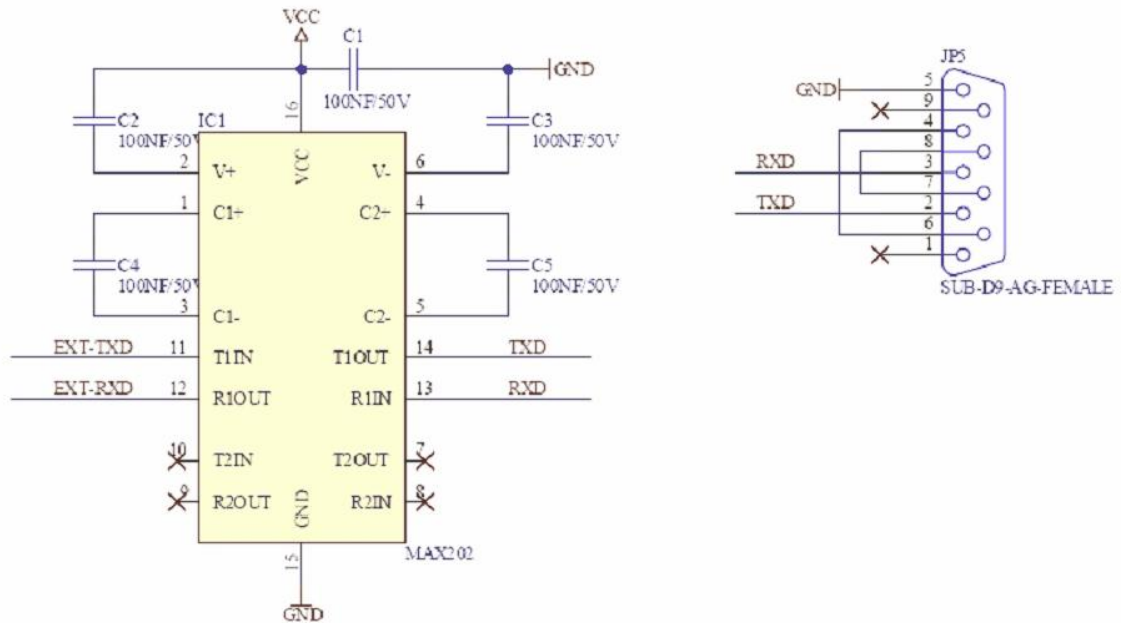 VCC
C1
100NF/50V
GND
C2
100NF/50V
IC1
16
VCC
C3
100NF/50V
2
V+
V-
6
1
C1+
C2+
4
C4
100NF/50V
C5
100NF/50V
3
C1-
C2-
5
EXT-TXD
11
T1IN
T1OUT
14
TXD
EXT-RXD
12
R1OUT
R1IN
13
RXD
10
T2IN
T2OUT
7
9
R2OUT
R2IN
8
GND
15
MAX202
GND
JP5
GND
5
9
4
8
RXD
3
7
TXD
2
6
1
SUB-D9-AG-FEMALE